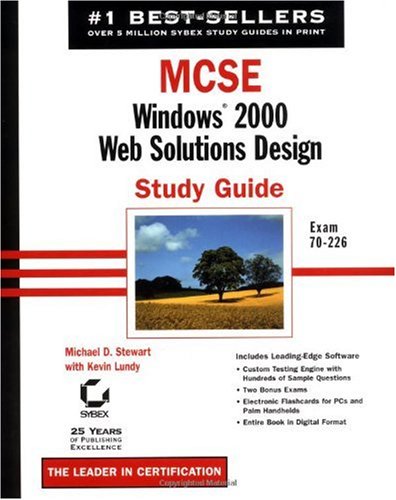 #1 BEST-SELLERS
OVER 5 MILLION SYBEX STUDY GUIDES IN PRINT
MCSE
Windows® 2000
Web Solutions Design
Study Guide
Exam
70-226
Michael D. Stewart
with Kevin Lundy
SYBEX
25 YEARS
OF PUBLISHING
EXCELLENCE
Includes Leading-Edge Software
• Custom Testing Engine with
Hundreds of Sample Questions
• Two Bonus Exams
• Electronic Flashcards for PCs and
Palm Handhelds
• Entire Book in Digital Format
THE LEADER IN CERTIFICATION
Copyrighted Material